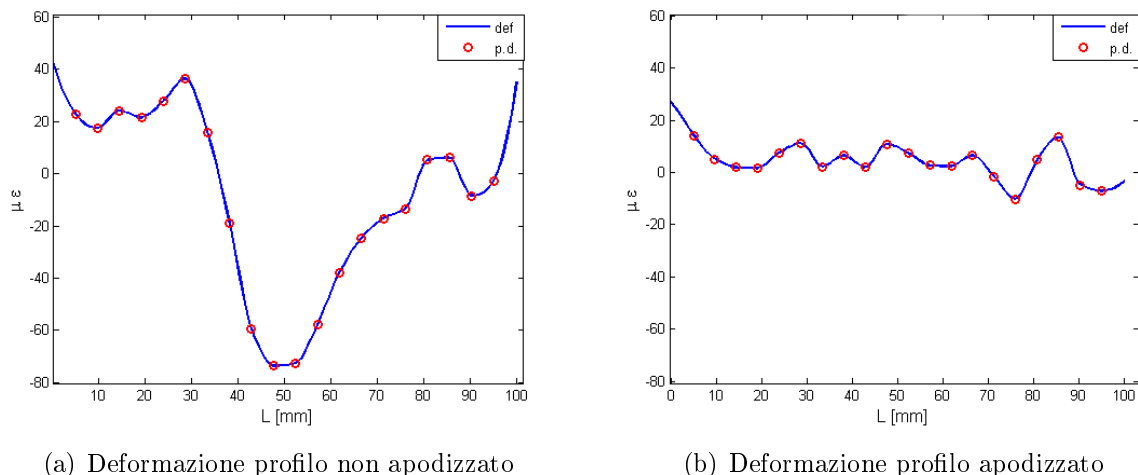 60
40
20
0
-20
-40
-60
-80
με
10 20 30 40 50 60 70 80 90 100
L [mm]
def
p.d.
(a) Deformazione profilo non apodizzato
60
40
20
0
-20
-40
-60
-80
με
0 10 20 30 40 50 60 70 80 90 100
L [mm]
def
p.d.
(b) Deformazione profilo apodizzato